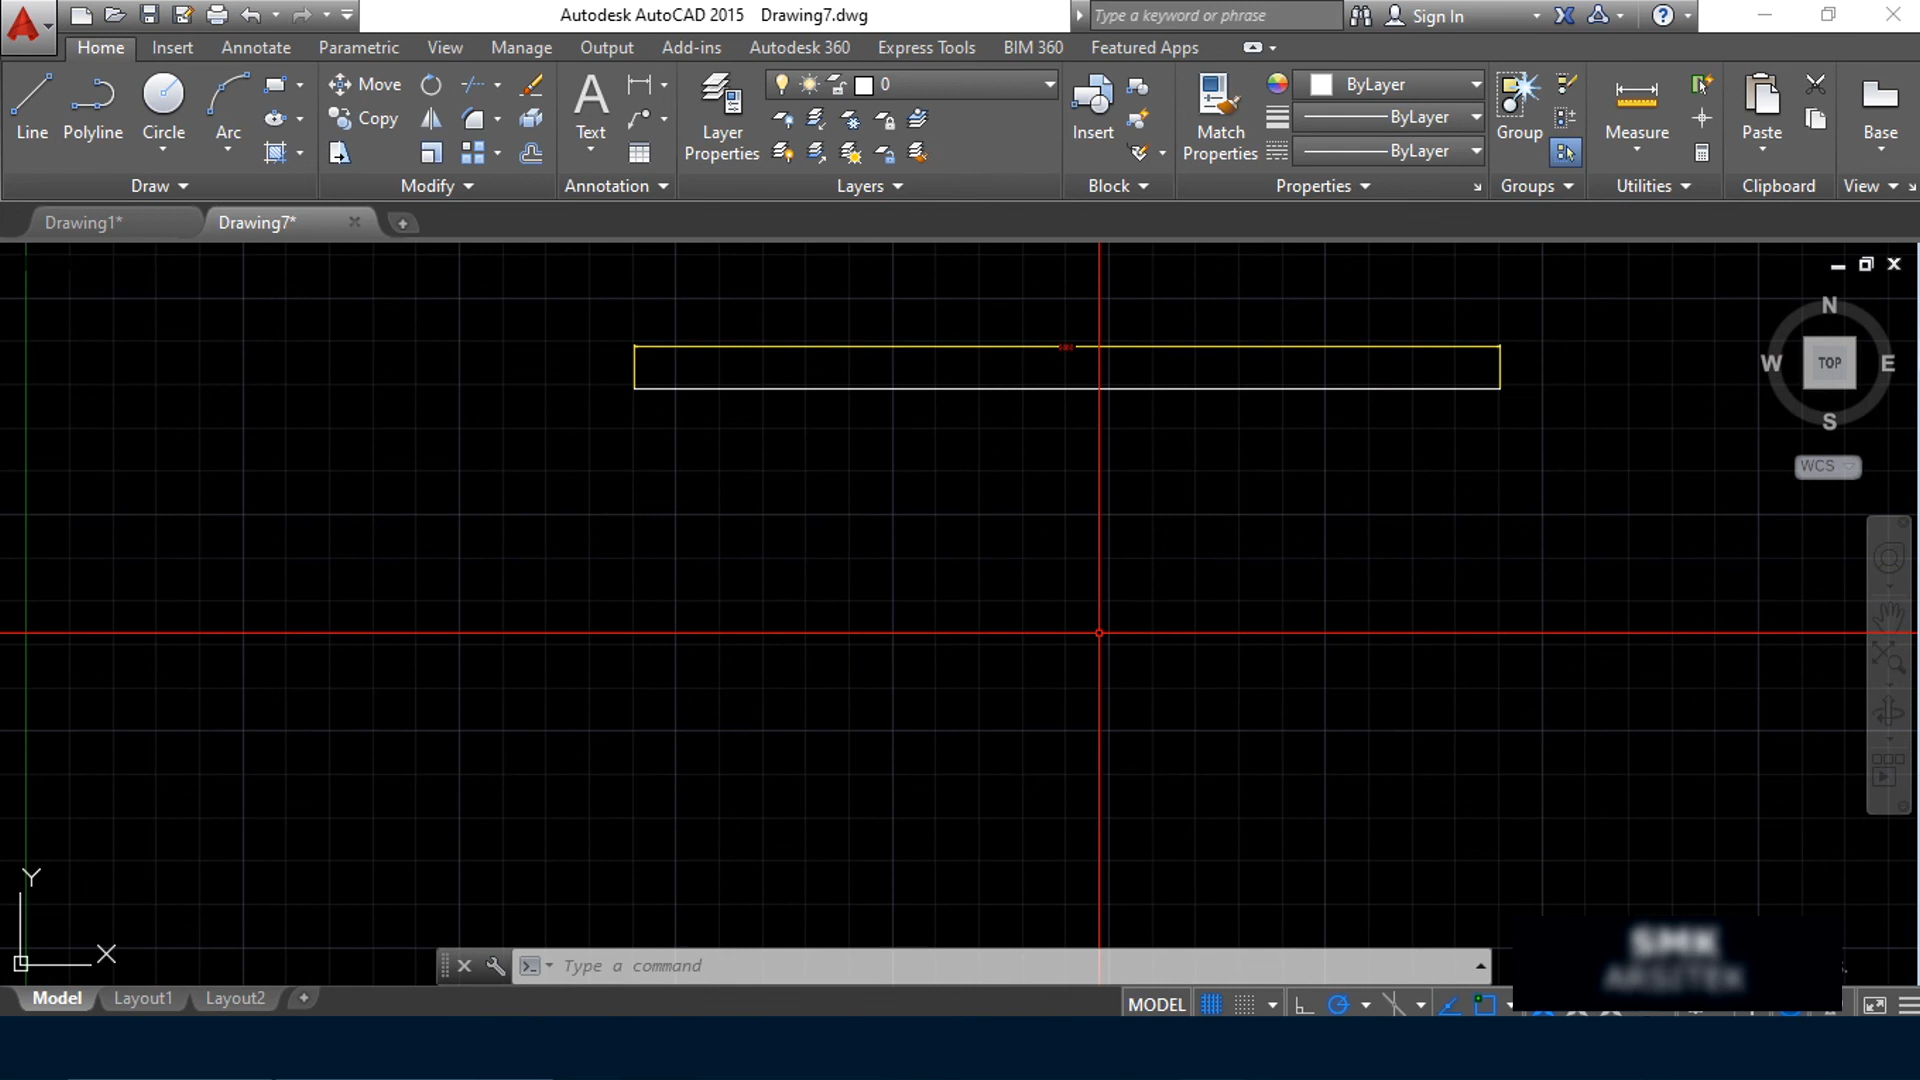 Autodesk AutoCAD 2015 Drawing7.dwg
Type a keyword or phrase
Sign In
Home Insert Annotate Parametric View Manage Output Add-ins Autodesk 360 Express Tools BIM 360 Featured Apps
Line Polyline Circle Arc
Move
Copy
Text
0
Layer Properties
Insert
Match Properties
ByLayer
ByLayer
ByLayer
Group
Measure
Paste
Base
Draw Modify Annotation Layers Block Properties Groups Utilities Clipboard View
Drawing1* Drawing7*
N
W TOP E
S
WCS
Y
X
Type a command
SMK
ARSITEK
Model Layout1 Layout2
MODEL